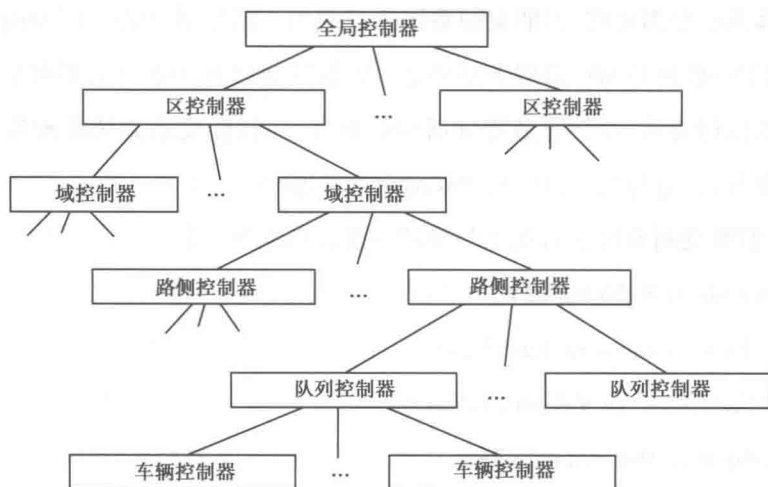 全局控制器
区控制器 ... 区控制器
域控制器 ... 域控制器
路侧控制器 ... 路侧控制器
队列控制器 ... 队列控制器
车辆控制器 ... 车辆控制器